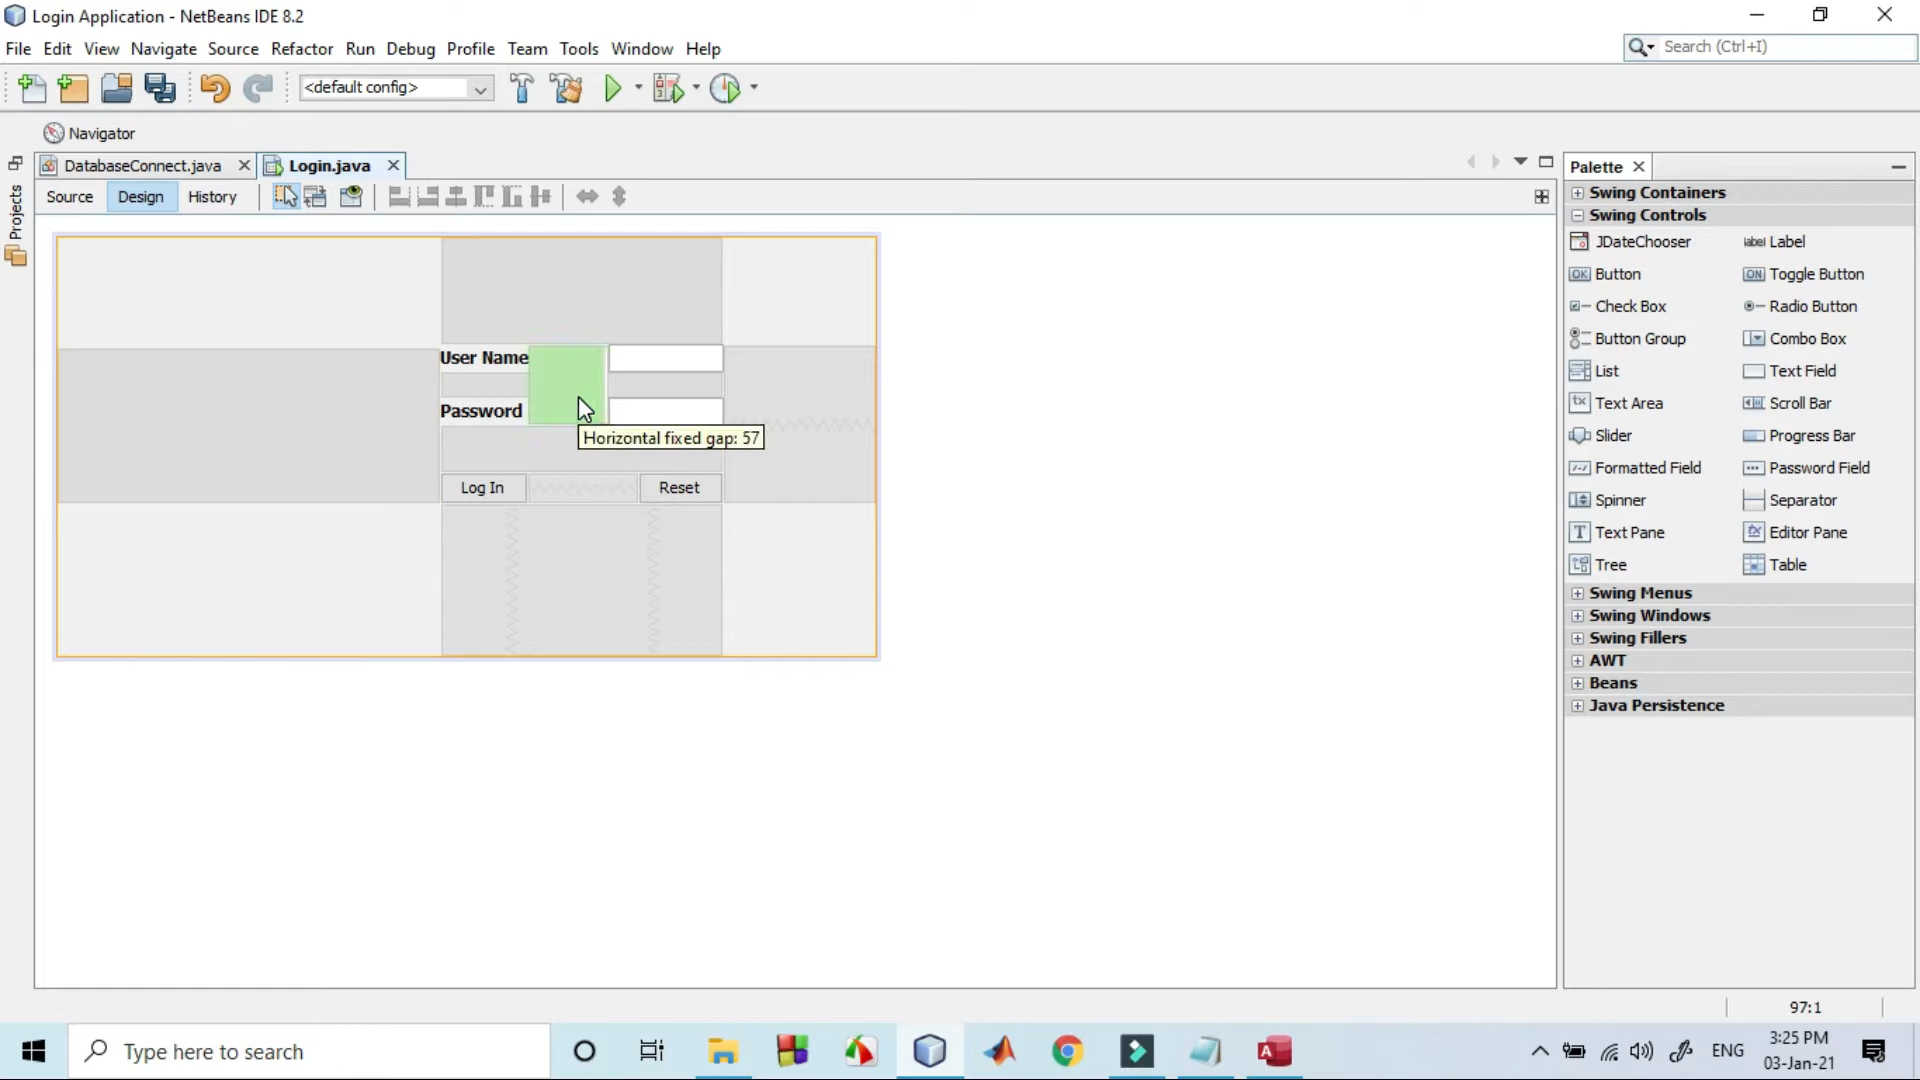 Login Application - NetBeans IDE 8.2
File Edit View Navigate Source Refactor Run Debug Profile Team Tools Window Help
Search (Ctrl+I)
<default config>
Navigator
Projects
DatabaseConnect.java
Login.java
Source Design History
User Name
Password
Horizontal fixed gap: 57
Log In
Reset
Palette
Swing Containers
Swing Controls
JDateChooser
label Label
OK Button
ON Toggle Button
Check Box
Radio Button
Button Group
Combo Box
List
Text Field
Text Area
Scroll Bar
Slider
Progress Bar
Formatted Field
Password Field
Spinner
Separator
T Text Pane
Editor Pane
Tree
Table
Swing Menus
Swing Windows
Swing Fillers
AWT
Beans
Java Persistence
97:1
Type here to search
A
ENG
3:25 PM
03-Jan-21